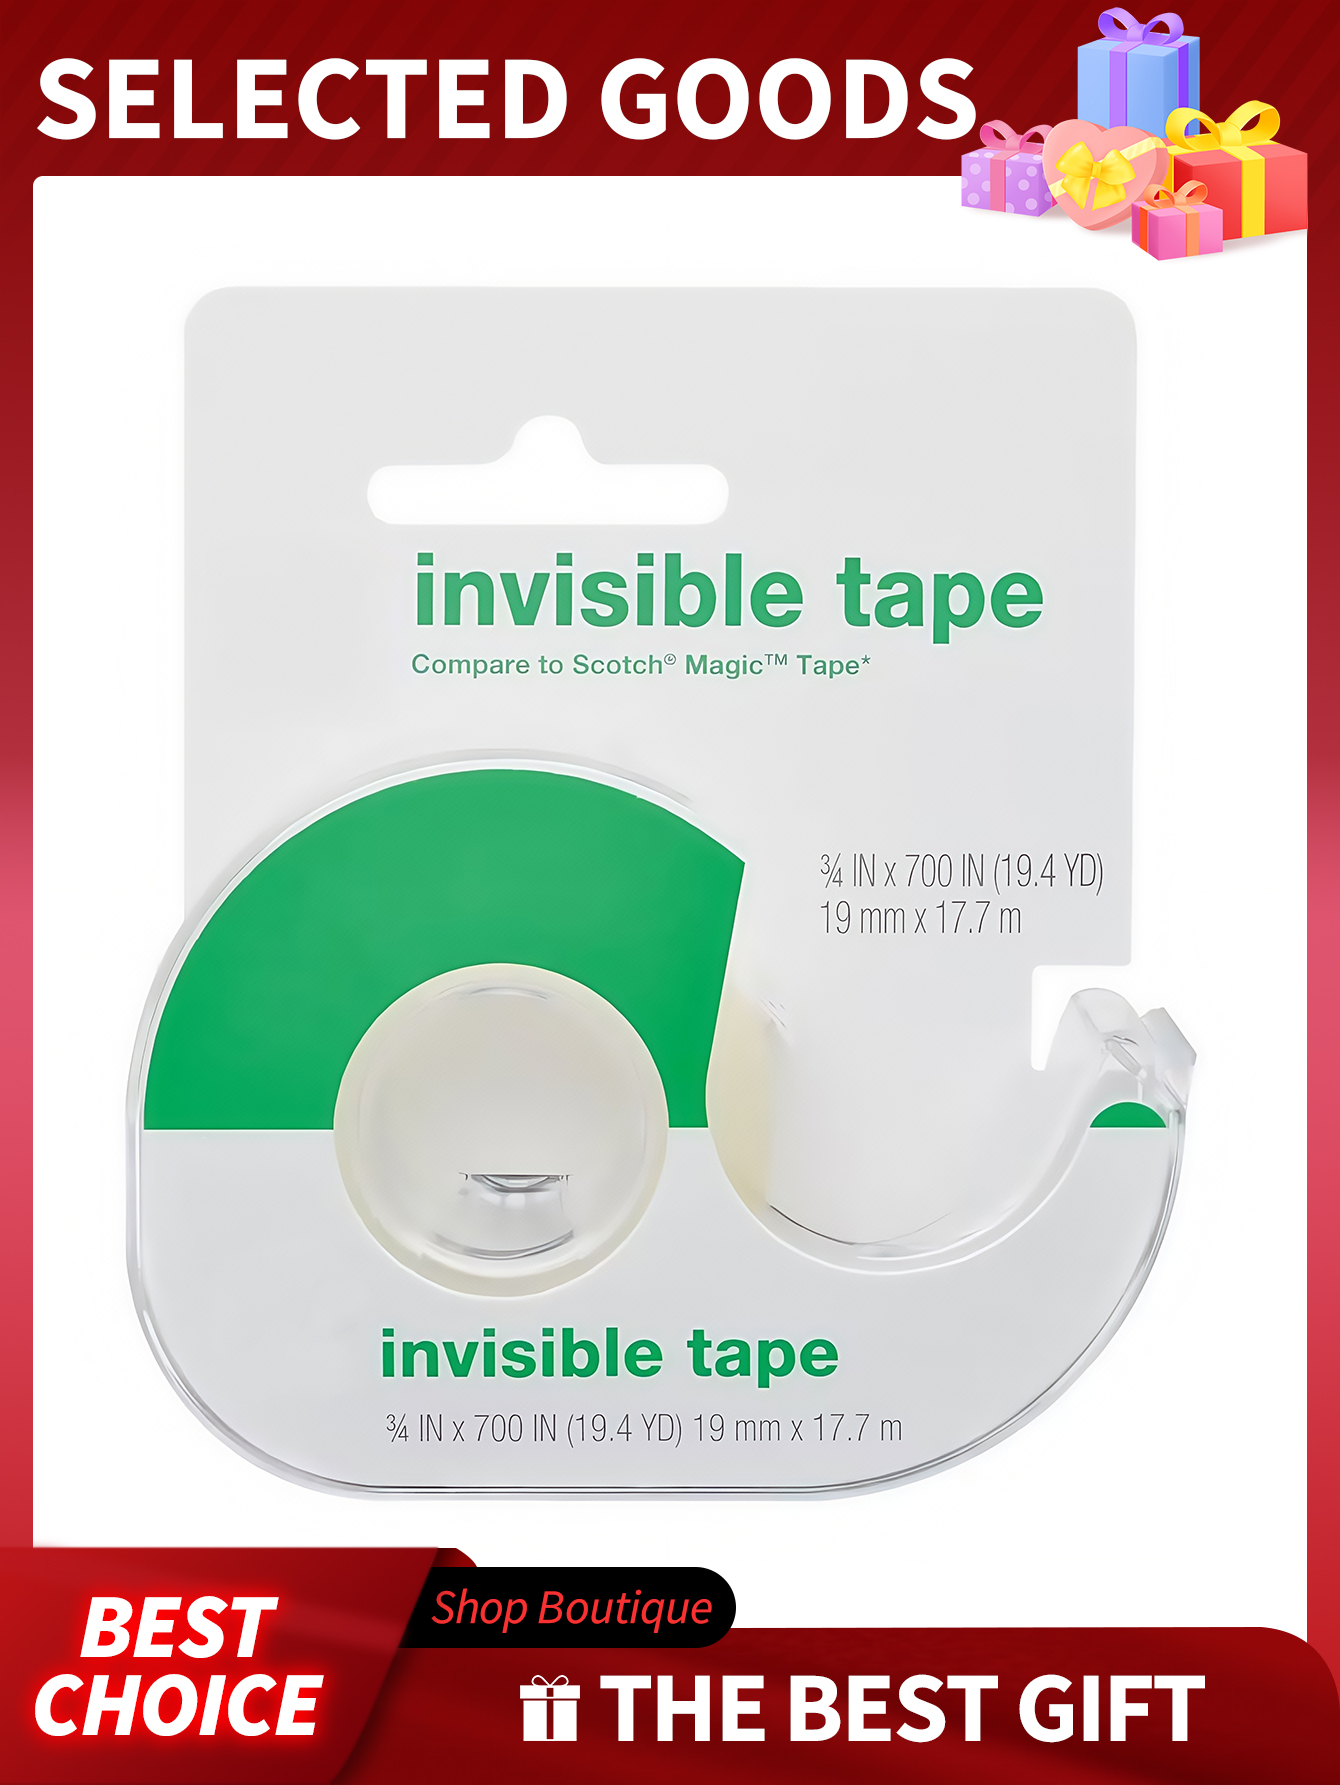 SELECTED GOODS
invisible tape
Compare to Scotch® Magic™ Tape*
¾ IN x 700 IN (19.4 YD)
19 mm x 17.7 m
invisible tape
¾ IN x 700 IN (19.4 YD) 19 mm x 17.7 m
Shop Boutique
BEST
CHOICE
THE BEST GIFT